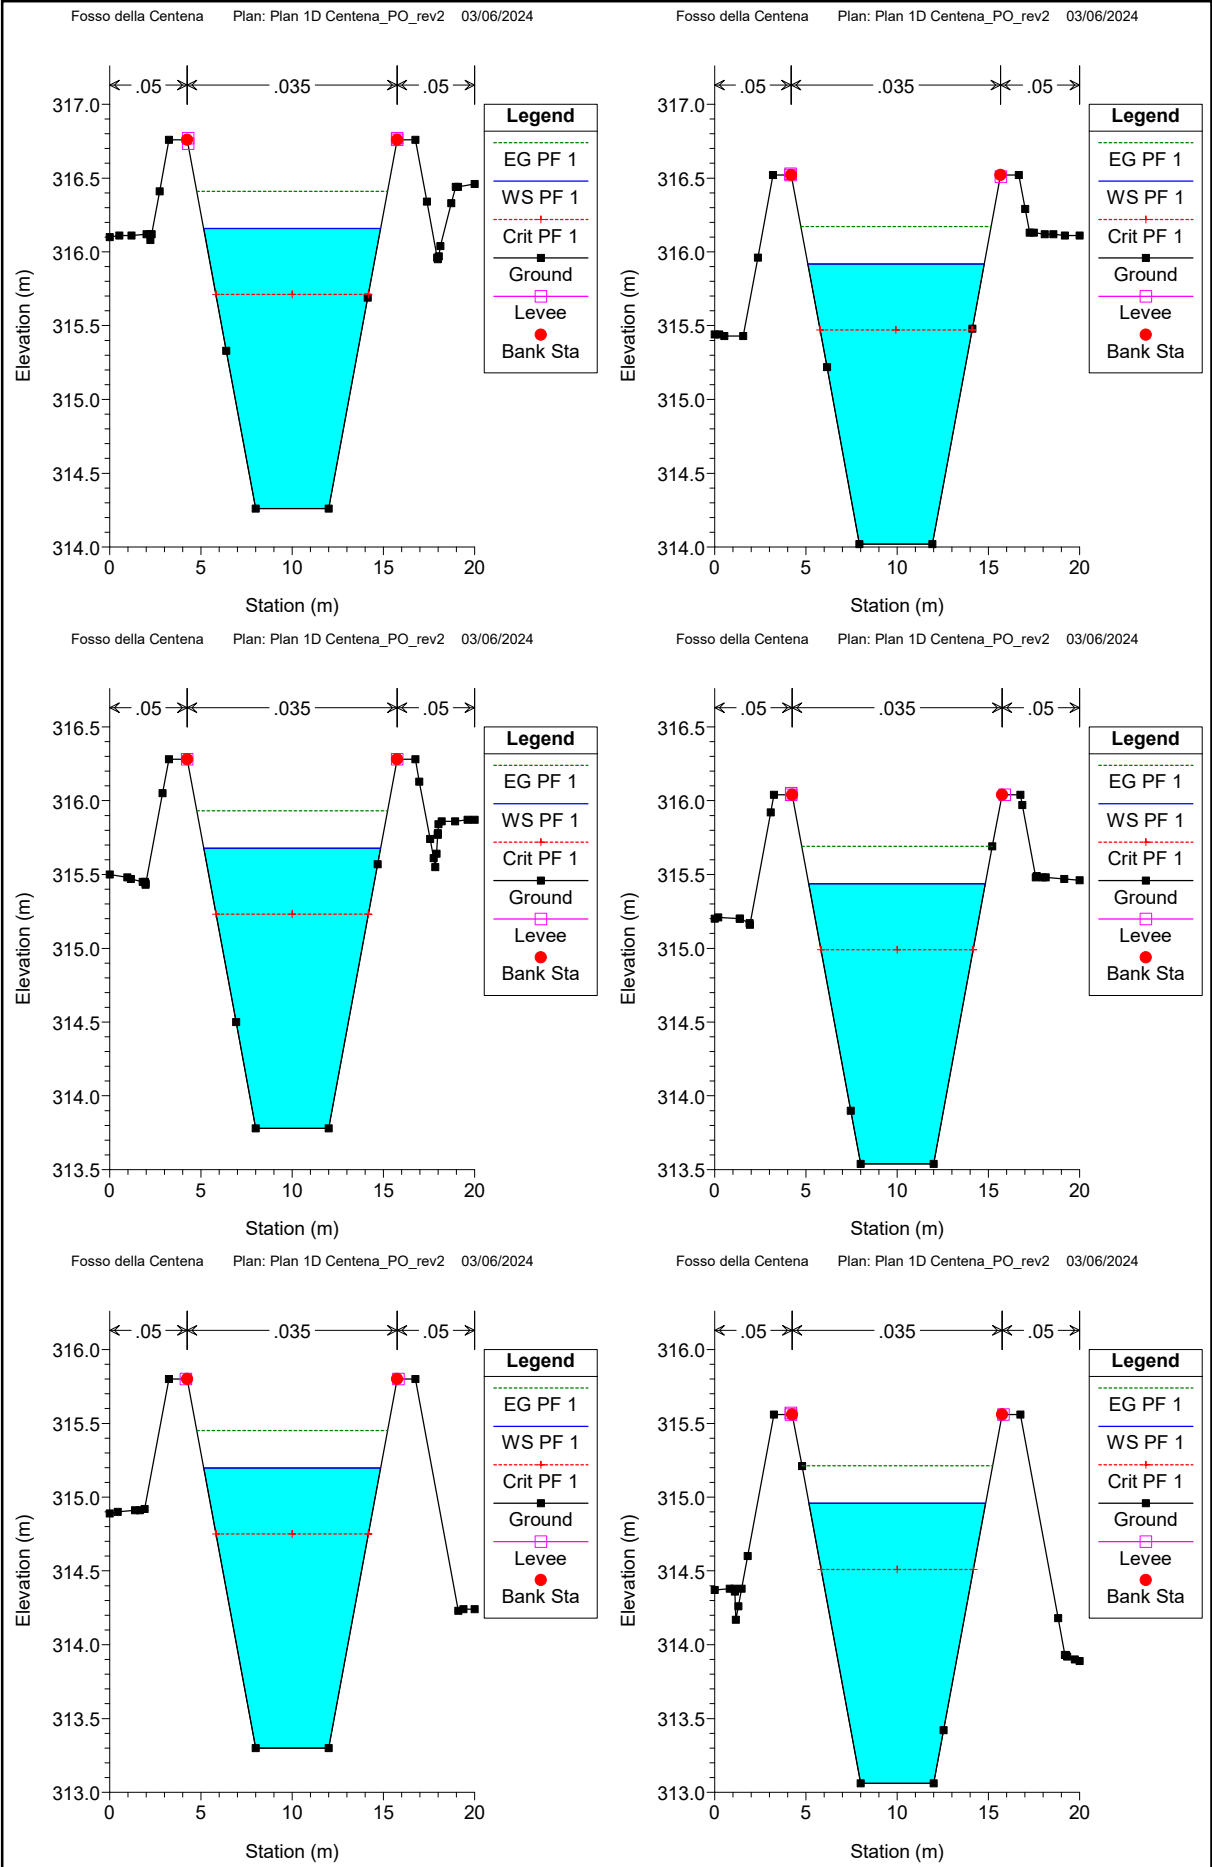 Fosso della Centena Plan: Plan 1D Centena_PO_rev2 03/06/2024
.05 .035 .05
317.0
316.5
316.0
315.5
315.0
314.5
314.0
Elevation (m)
0 5 10 15 20
Station (m)
Legend
EG PF 1
WS PF 1
Crit PF 1
Ground
Levee
Bank Sta
Fosso della Centena Plan: Plan 1D Centena_PO_rev2 03/06/2024
.05 .035 .05
317.0
316.5
316.0
315.5
315.0
314.5
314.0
Elevation (m)
0 5 10 15 20
Station (m)
Legend
EG PF 1
WS PF 1
Crit PF 1
Ground
Levee
Bank Sta
Fosso della Centena Plan: Plan 1D Centena_PO_rev2 03/06/2024
.05 .035 .05
316.5
316.0
315.5
315.0
314.5
314.0
313.5
Elevation (m)
0 5 10 15 20
Station (m)
Legend
EG PF 1
WS PF 1
Crit PF 1
Ground
Levee
Bank Sta
Fosso della Centena Plan: Plan 1D Centena_PO_rev2 03/06/2024
.05 .035 .05
316.5
316.0
315.5
315.0
314.5
314.0
313.5
Elevation (m)
0 5 10 15 20
Station (m)
Legend
EG PF 1
WS PF 1
Crit PF 1
Ground
Levee
Bank Sta
Fosso della Centena Plan: Plan 1D Centena_PO_rev2 03/06/2024
.05 .035 .05
316.0
315.5
315.0
314.5
314.0
313.5
313.0
Elevation (m)
0 5 10 15 20
Station (m)
Legend
EG PF 1
WS PF 1
Crit PF 1
Ground
Levee
Bank Sta
Fosso della Centena Plan: Plan 1D Centena_PO_rev2 03/06/2024
.05 .035 .05
316.0
315.5
315.0
314.5
314.0
313.5
313.0
Elevation (m)
0 5 10 15 20
Station (m)
Legend
EG PF 1
WS PF 1
Crit PF 1
Ground
Levee
Bank Sta